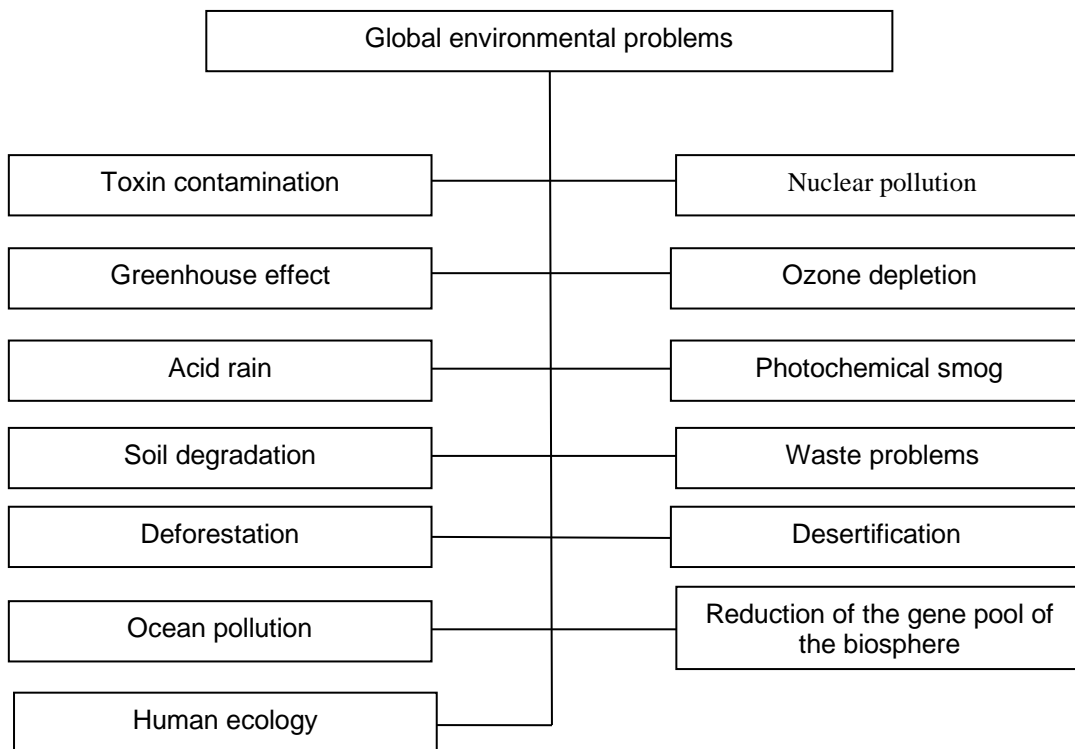 Global environmental problems
Toxin contamination
Nuclear pollution
Greenhouse effect
Ozone depletion
Acid rain
Photochemical smog
Soil degradation
Waste problems
Deforestation
Desertification
Ocean pollution
Reduction of the gene pool of
the biosphere
Human ecology